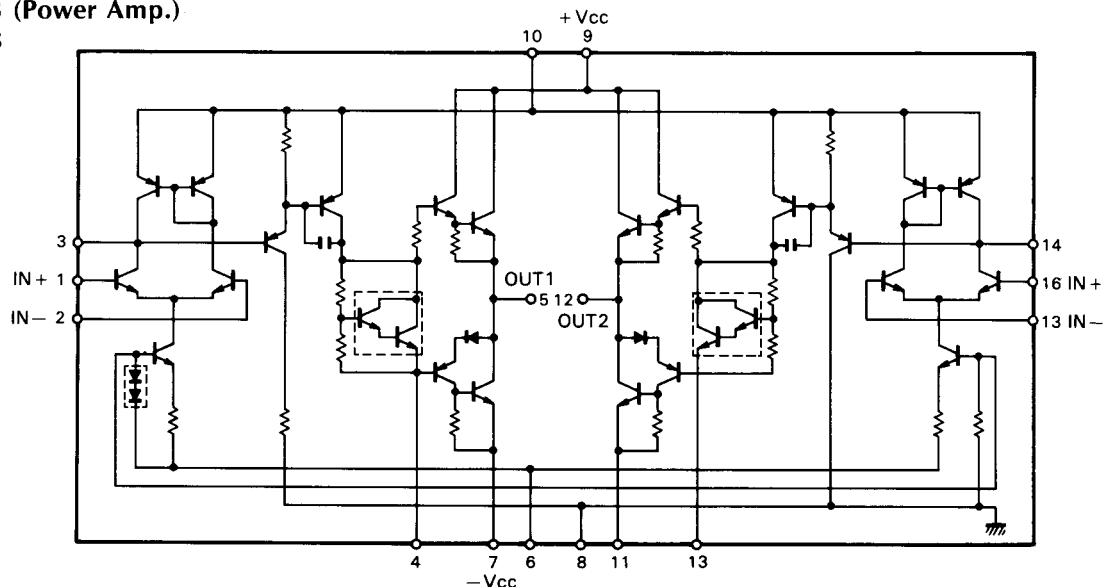 (Power Amp.)
+Vcc
10 9
3
IN+ 1
IN− 2
OUT1
5 12
OUT2
14
16 IN+
13 IN−
4 7 6 8 11 13
−Vcc